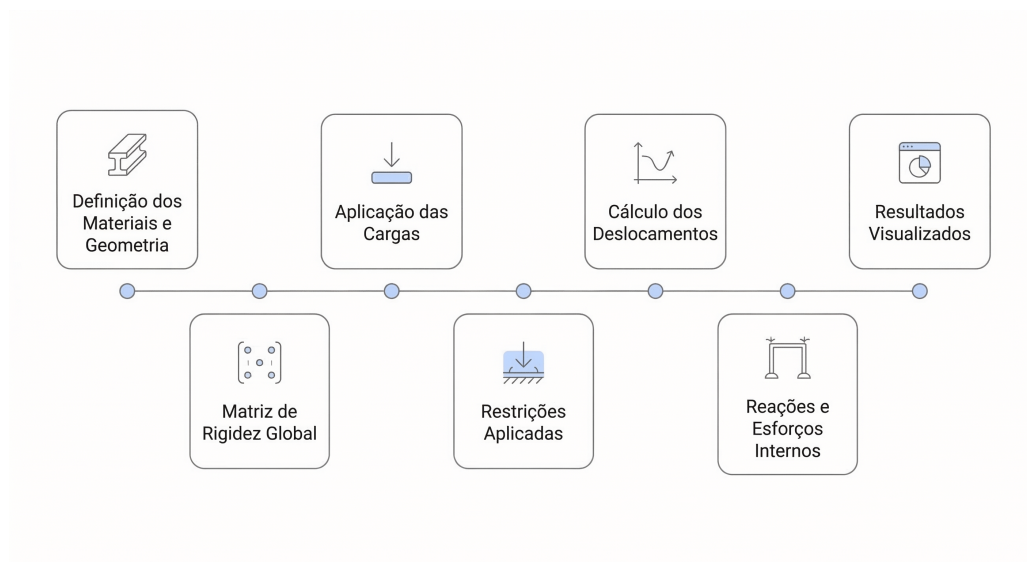 Definição dos
Materiais e
Geometria
Matriz de
Rigidez Global
Aplicação das
Cargas
Restrições
Aplicadas
Cálculo dos
Deslocamentos
Reações e
Esforços
Internos
Resultados
Visualizados